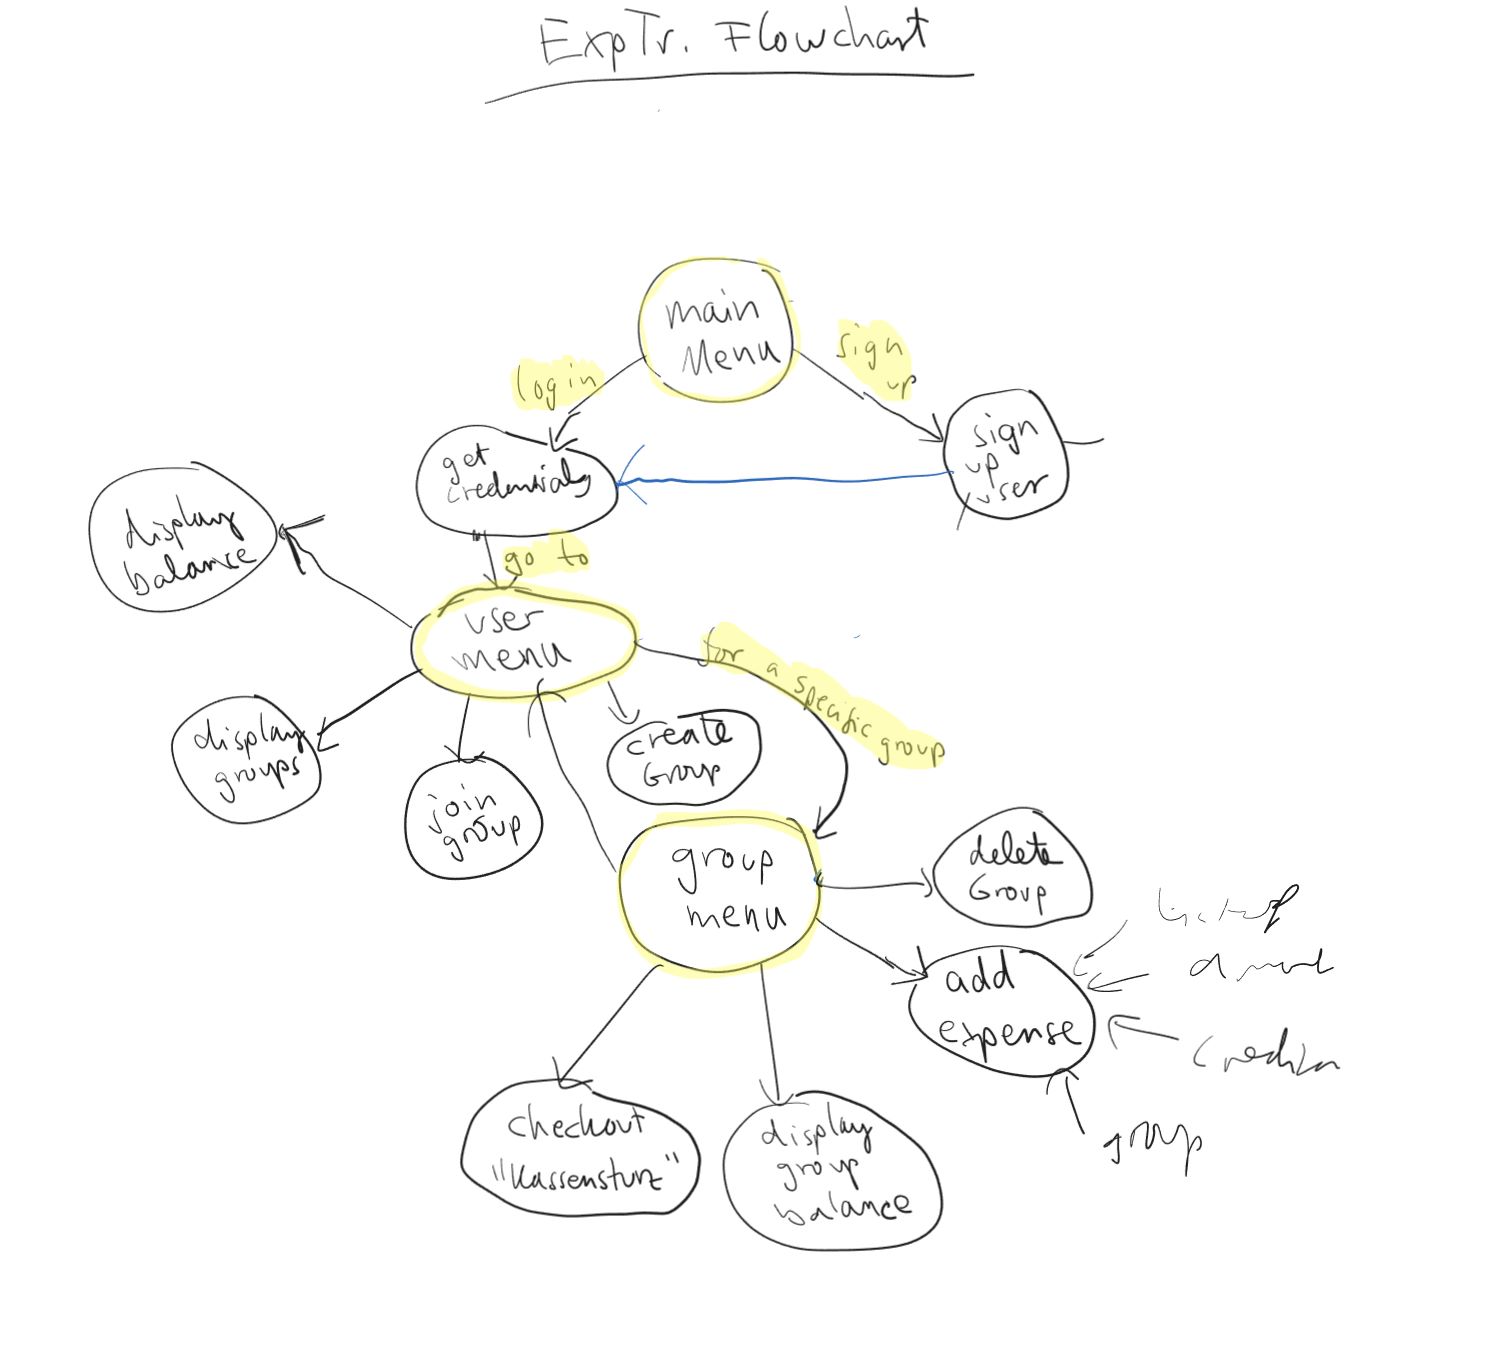 ExpTr. Flowchart
main
Menu
login
sign
up
get
credentials
sign
up
user
go to
display
balance
user
menu
for a specific group
display
groups
join
group
create
Group
group
menu
delete
Group
add
expense
amount
group
checkout
"Kassensturz"
display
group
balance